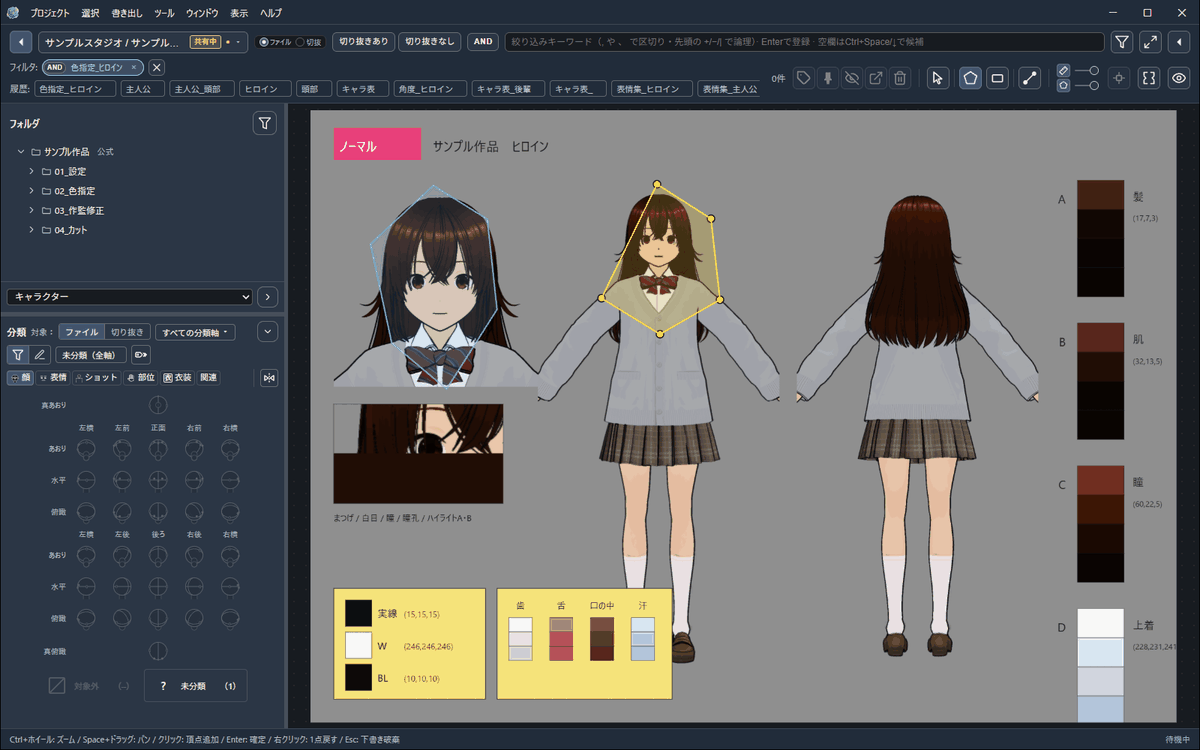 プロジェクト 選択 書き出し ツール ウィンドウ 表示 ヘルプ
サンプルスタジオ / サンプル... 共有中 ファイル 切抜 切り抜きあり 切り抜きなし AND 絞り込みキーワード（, や 、 で区切り・先頭の +/-/| で論理）· Enterで登録 · 空欄はCtrl+Space/↓で候補
フィルタ: AND 色指定_ヒロイン ×
履歴: 色指定_ヒロイン 主人公 主人公_頭部 ヒロイン 頭部 キャラ表 角度_ヒロイン キャラ表_後輩 キャラ表_ 表情集_ヒロイン 表情集_主人公 0件
フォルダ
サンプル作品 公式
01_設定
02_色指定
03_作監修正
04_カット
キャラクター
分類 対象: ファイル 切り抜き すべての分類軸
未分類 (全軸)
顔 表情 ショット 部位 衣装 関連
真あおり
左横 左前 正面 右前 右横
あおり
水平
俯瞰
左横 左後 後ろ 右後 右横
あおり
水平
俯瞰
真俯瞰
対象外 (–) ? 未分類 (1)
ノーマル サンプル作品 ヒロイン
まつげ / 白目 / 瞳 / 瞳孔 / ハイライトA・B
実線 (15,15,15)
W (246,246,246)
BL (10,10,10)
歯 舌 口の中 汗
A 髪
(17,7,3)
B 肌
(32,13,5)
C 瞳
(60,22,5)
D 上着
(228,231,241
Ctrl+ホイール: ズーム / Space+ドラッグ: パン / クリック: 頂点追加 / Enter: 確定 / 右クリック: 1点戻す / Esc: 下書き破棄
待機中